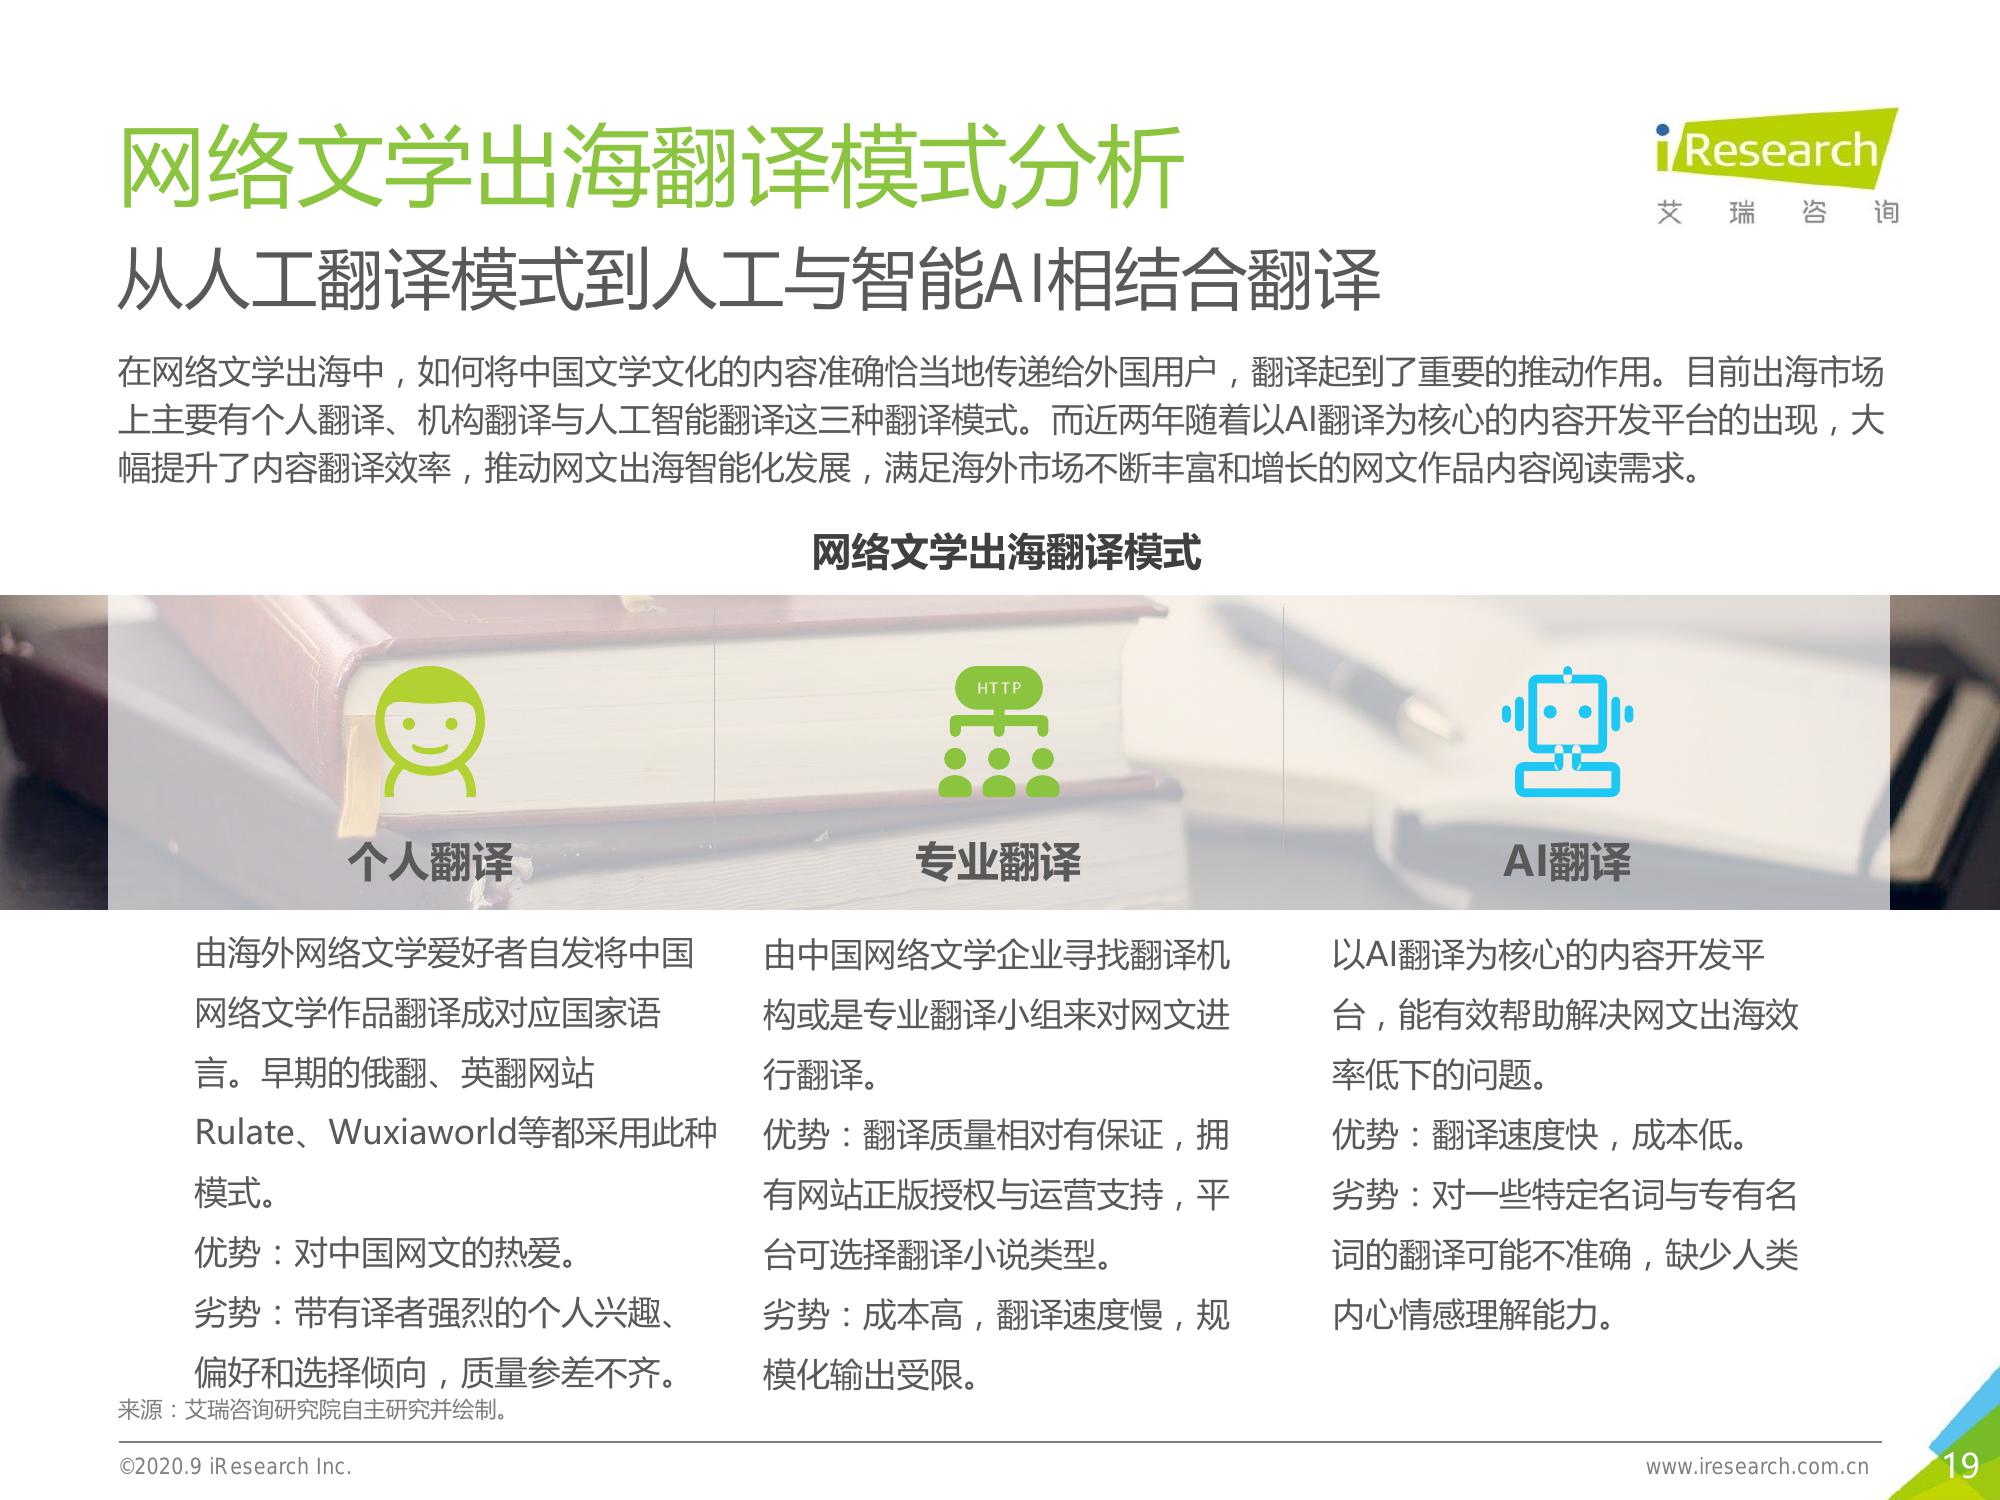 网络文学出海翻译模式分析
iResearch
艾瑞咨询
从人工翻译模式到人工与智能AI相结合翻译
在网络文学出海中，如何将中国文学文化的内容准确恰当地传递给外国用户，翻译起到了重要的推动作用。目前出海市场
上主要有个人翻译、机构翻译与人工智能翻译这三种翻译模式。而近两年随着以AI翻译为核心的内容开发平台的出现，大
幅提升了内容翻译效率，推动网文出海智能化发展，满足海外市场不断丰富和增长的网文作品内容阅读需求。
网络文学出海翻译模式
HTTP
个人翻译
专业翻译
AI翻译
由海外网络文学爱好者自发将中国
网络文学作品翻译成对应国家语
言。早期的俄翻、英翻网站
Rulate、Wuxiaworld等都采用此种
模式。
优势：对中国网文的热爱。
劣势：带有译者强烈的个人兴趣、
偏好和选择倾向，质量参差不齐。
由中国网络文学企业寻找翻译机
构或是专业翻译小组来对网文进
行翻译。
优势：翻译质量相对有保证，拥
有网站正版授权与运营支持，平
台可选择翻译小说类型。
劣势：成本高，翻译速度慢，规
模化输出受限。
以AI翻译为核心的内容开发平
台，能有效帮助解决网文出海效
率低下的问题。
优势：翻译速度快，成本低。
劣势：对一些特定名词与专有名
词的翻译可能不准确，缺少人类
内心情感理解能力。
来源：艾瑞咨询研究院自主研究并绘制。
©2020.9 iResearch Inc.
www.iresearch.com.cn
19